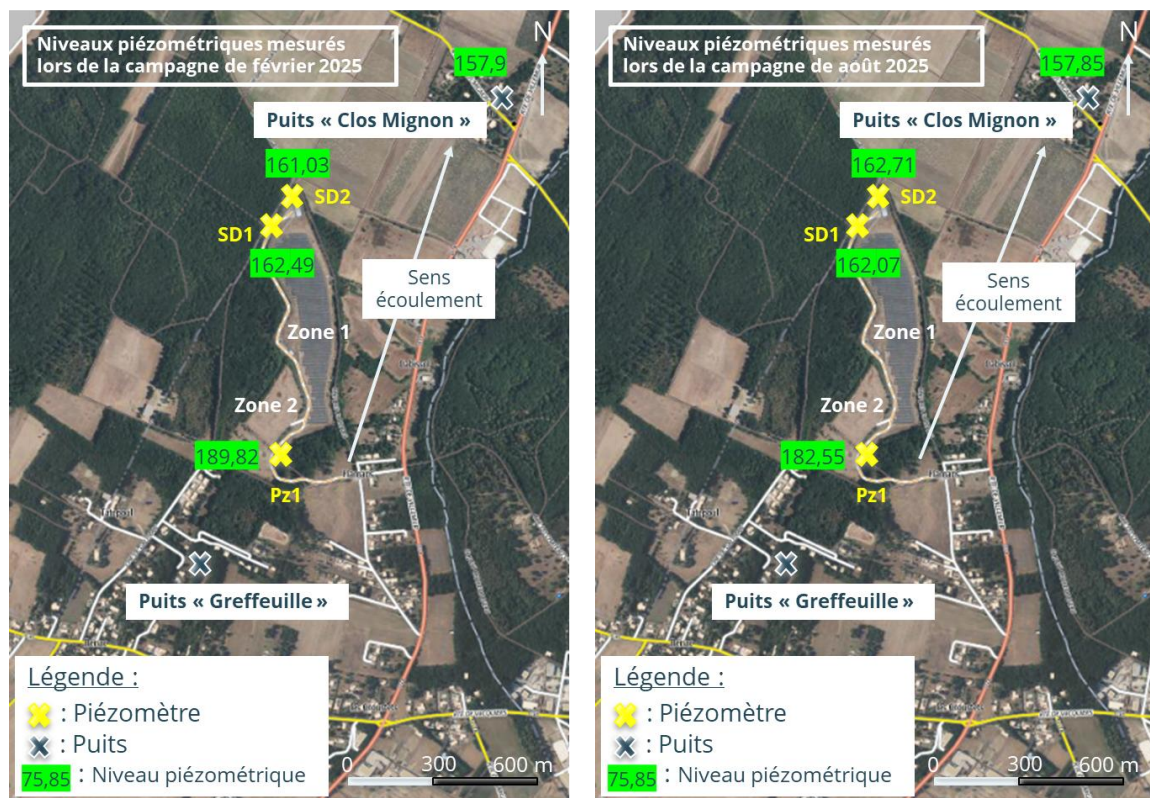 Niveaux piézométriques mesurés
lors de la campagne de février 2025
N
157,9
Puits « Clos Mignon »
161,03
SD2
SD1
162,49
Sens
écoulement
Zone 1
Zone 2
189,82
Pz1
Puits « Greffeuille »
Légende :
: Piézomètre
: Puits
75,85 : Niveau piézométrique
0 300 600 m
Niveaux piézométriques mesurés
lors de la campagne de août 2025
N
157,85
Puits « Clos Mignon »
162,71
SD2
SD1
162,07
Sens
écoulement
Zone 1
Zone 2
182,55
Pz1
Puits « Greffeuille »
Légende :
: Piézomètre
: Puits
75,85 : Niveau piézométrique
0 300 600 m